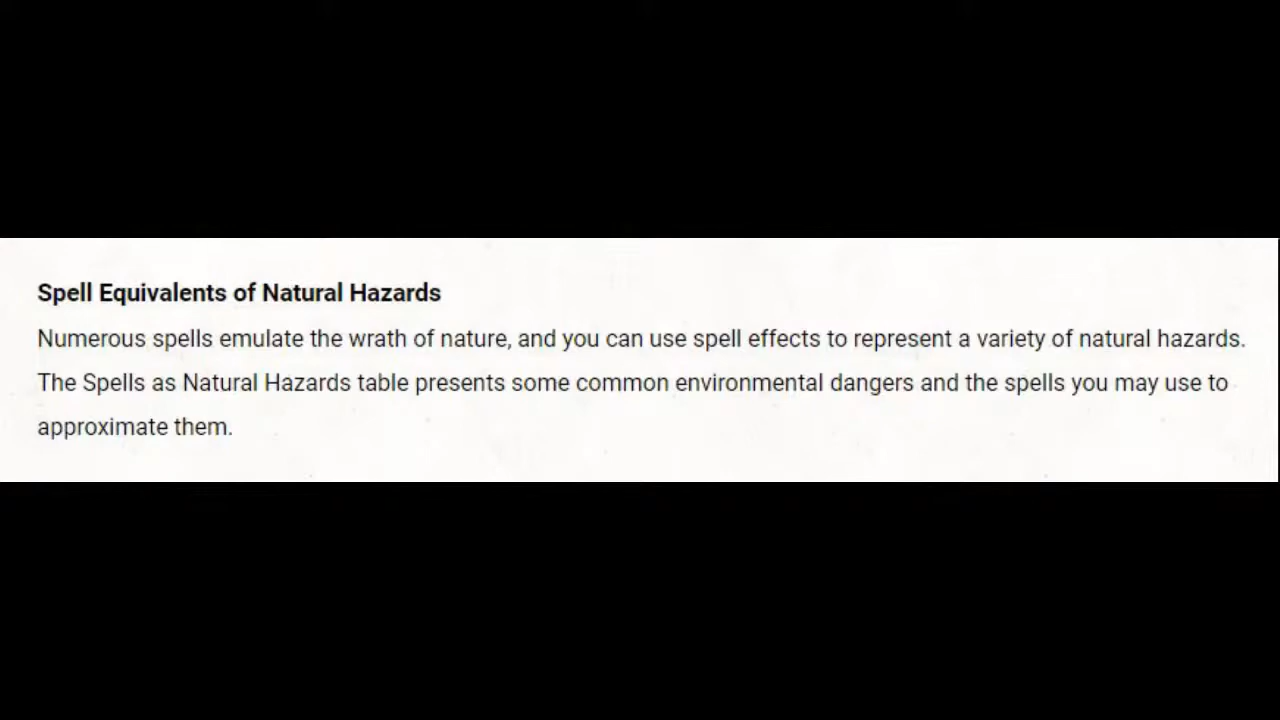 Spell Equivalents of Natural Hazards
Numerous spells emulate the wrath of nature, and you can use spell effects to represent a variety of natural hazards.
The Spells as Natural Hazards table presents some common environmental dangers and the spells you may use to
approximate them.